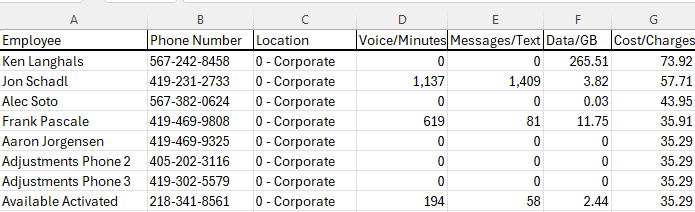 A B C D E F G
Employee Phone Number Location Voice/Minutes Messages/Text Data/GB Cost/Charges
Ken Langhals 567-242-8458 0 - Corporate 0 0 265.51 73.92
Jon Schadl 419-231-2733 0 - Corporate 1,137 1,409 3.82 57.71
Alec Soto 567-382-0624 0 - Corporate 0 0 0.03 43.95
Frank Pascale 419-469-9808 0 - Corporate 619 81 11.75 35.91
Aaron Jorgensen 419-469-9325 0 - Corporate 0 0 0 35.29
Adjustments Phone 2 405-202-3116 0 - Corporate 0 0 0 35.29
Adjustments Phone 3 419-302-5579 0 - Corporate 0 0 0 35.29
Available Activated 218-341-8561 0 - Corporate 194 58 2.44 35.29